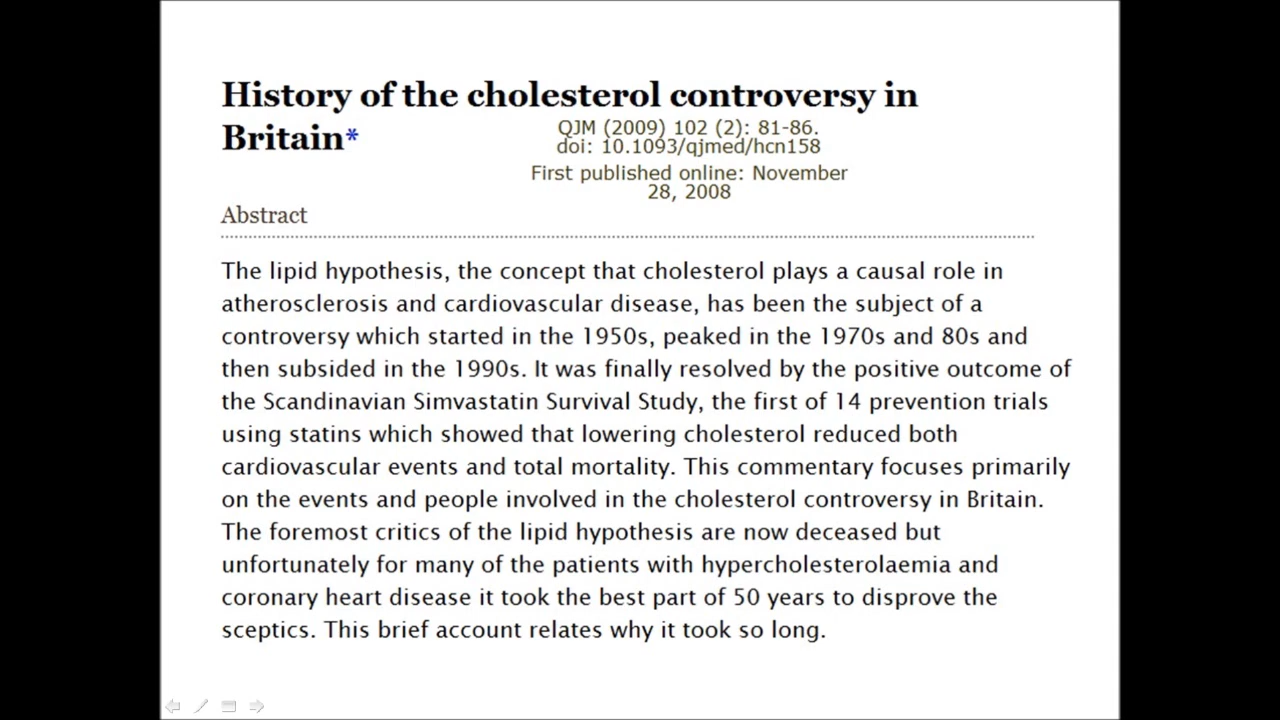 History of the cholesterol controversy in
Britain*
QJM (2009) 102 (2): 81-86.
doi: 10.1093/qjmed/hcn158
First published online: November
28, 2008
Abstract
The lipid hypothesis, the concept that cholesterol plays a causal role in
atherosclerosis and cardiovascular disease, has been the subject of a
controversy which started in the 1950s, peaked in the 1970s and 80s and
then subsided in the 1990s. It was finally resolved by the positive outcome of
the Scandinavian Simvastatin Survival Study, the first of 14 prevention trials
using statins which showed that lowering cholesterol reduced both
cardiovascular events and total mortality. This commentary focuses primarily
on the events and people involved in the cholesterol controversy in Britain.
The foremost critics of the lipid hypothesis are now deceased but
unfortunately for many of the patients with hypercholesterolaemia and
coronary heart disease it took the best part of 50 years to disprove the
sceptics. This brief account relates why it took so long.